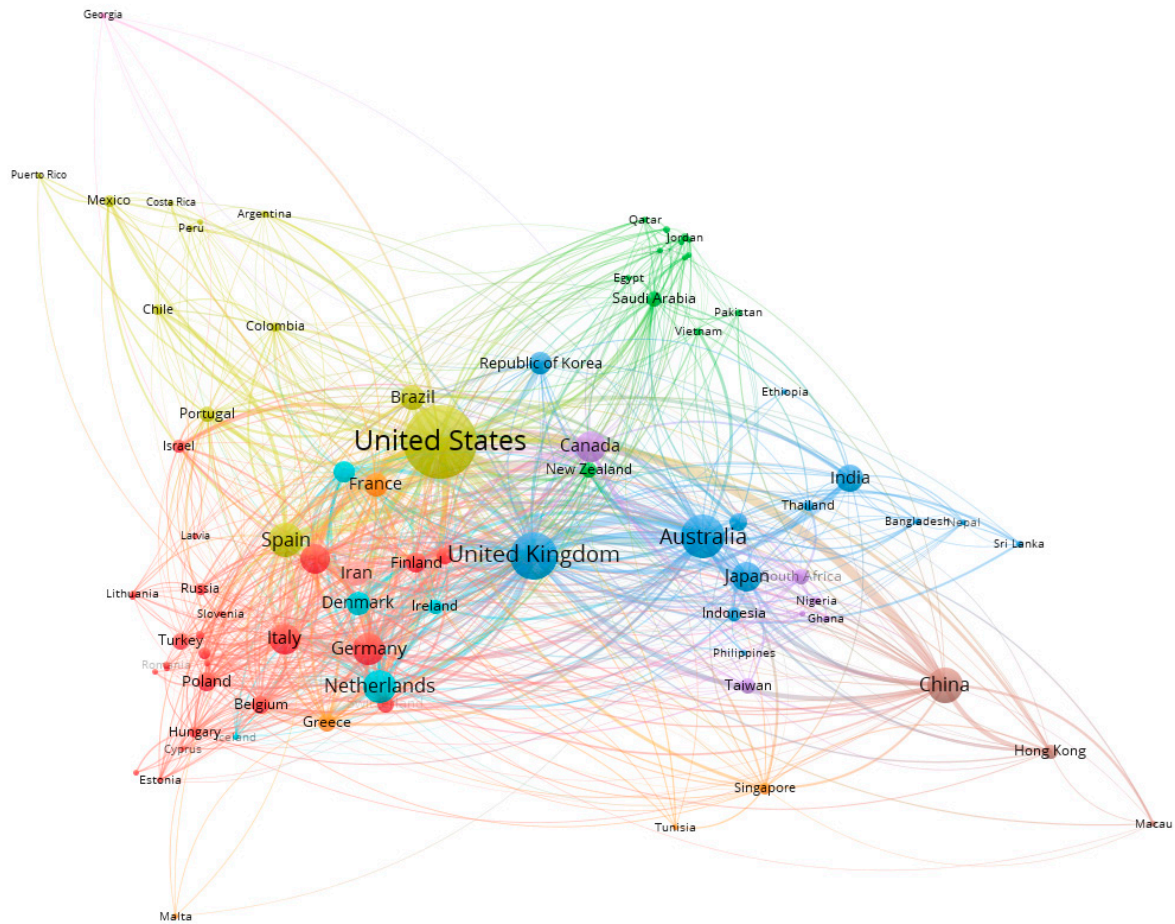 Georgia
Puerto Rico
Mexico
Costa Rica
Peru
Argentina
Qatar
Jordan
Egypt
Saudi Arabia
Pakistan
Vietnam
Chile
Colombia
Republic of Korea
Ethiopia
Brazil
Portugal
United States
Israel
Canada
New Zealand
France
India
Thailand
Bangladesh
Nepal
Sri Lanka
Latvia
Spain
Australia
United Kingdom
Finland
Iran
Japan
South Africa
Lithuania
Russia
Slovenia
Denmark
Ireland
Indonesia
Nigeria
Ghana
Turkey
Italy
Germany
Philippines
Romania
Poland
Netherlands
Taiwan
China
Belgium
Greece
Hungary
Iceland
Cyprus
Estonia
Hong Kong
Singapore
Tunisia
Macau
Malta